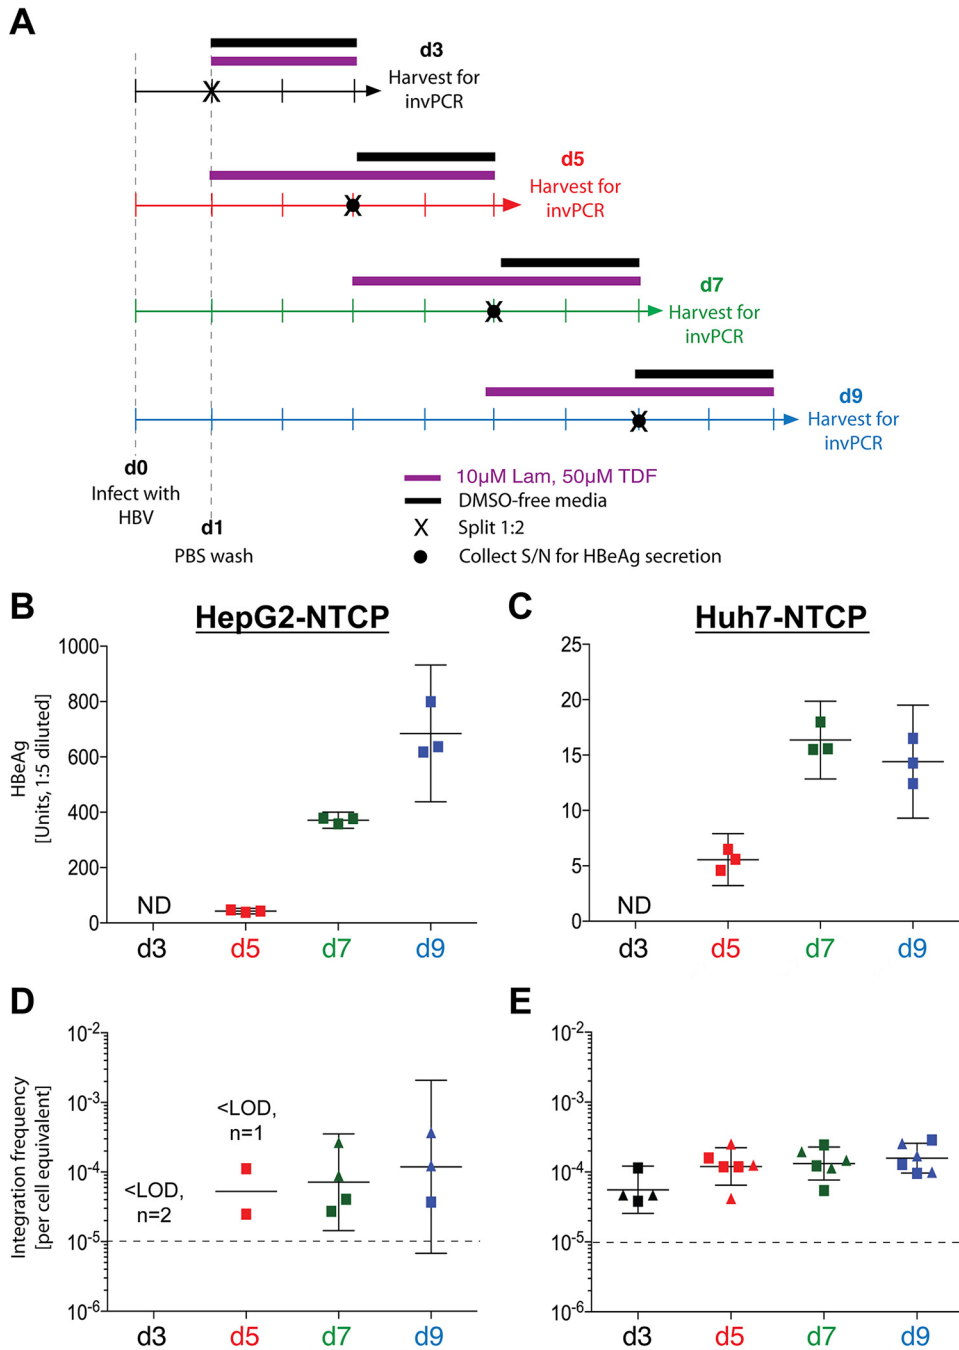 A
d3
Harvest for
invPCR
d5
Harvest for
invPCR
d7
Harvest for
invPCR
d9
Harvest for
invPCR
d0
Infect with
HBV
d1
PBS wash
10µM Lam, 50µM TDF
DMSO-free media
X Split 1:2
Collect S/N for HBeAg secretion
B
HepG2-NTCP
HBeAg
[Units, 1:5 diluted]
1000
800
600
400
200
0
ND
d3 d5 d7 d9
C
Huh7-NTCP
25
20
15
10
5
0
ND
d3 d5 d7 d9
D
Integration frequency
[per cell equivalent]
10-2
10-3
10-4
10-5
10-6
<LOD,
n=2
<LOD,
n=1
d3 d5 d7 d9
E
10-2
10-3
10-4
10-5
10-6
d3 d5 d7 d9